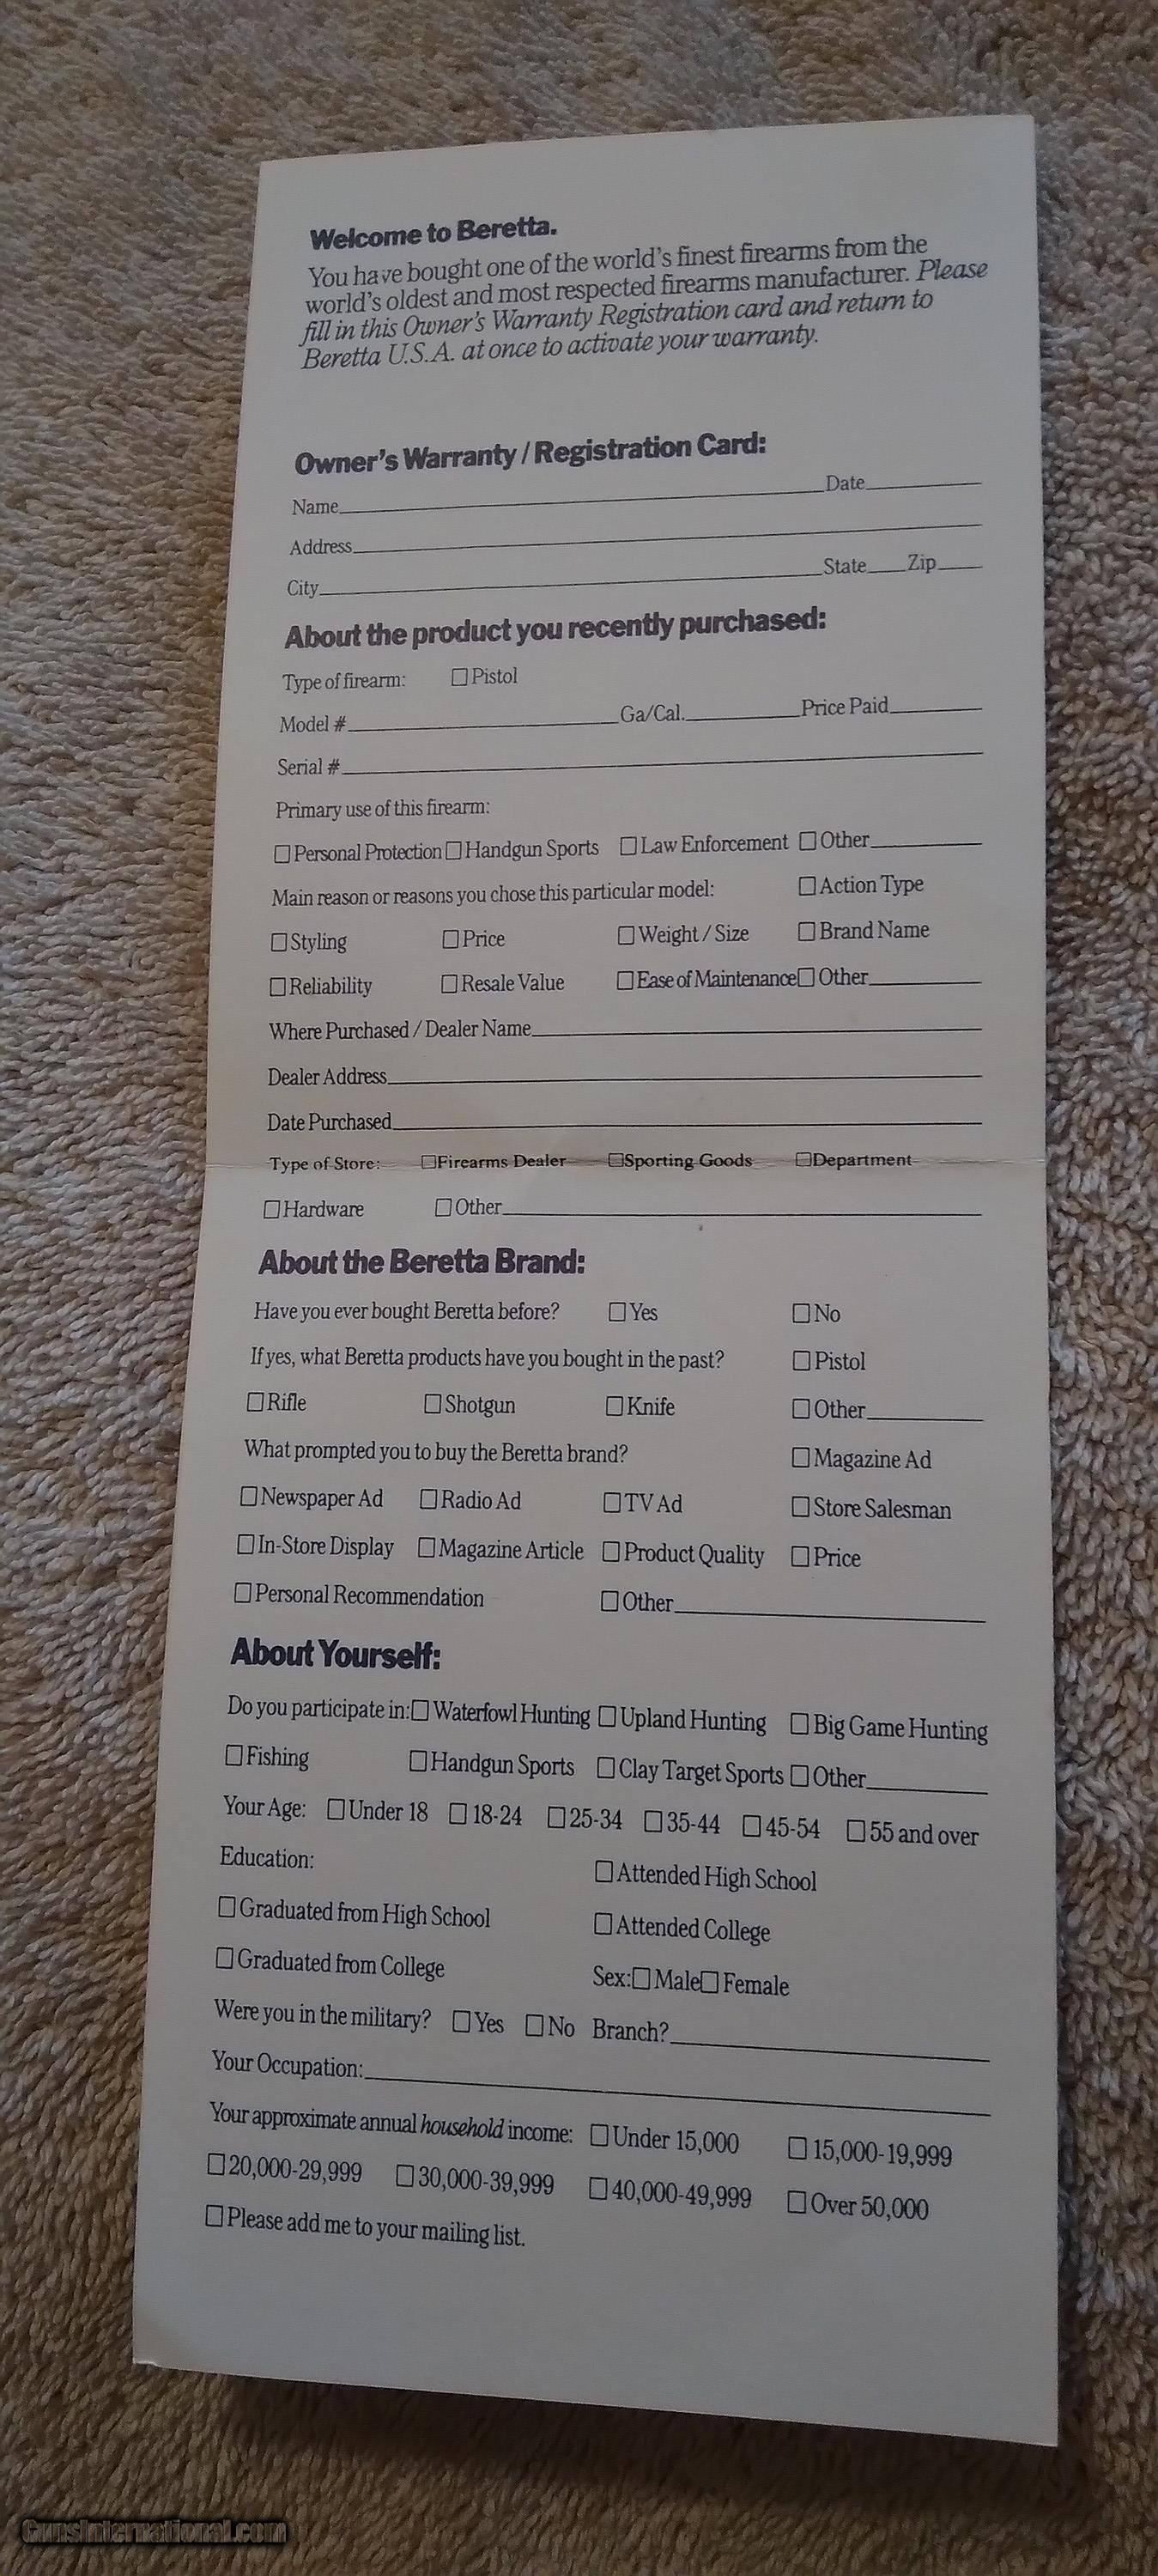 Welcome to Beretta.
You have bought one of the world's finest firearms from the
world's oldest and most respected firearms manufacturer. Please
fill in this Owner's Warranty Registration card and return to
Beretta U.S.A. at once to activate your warranty.
Owner's Warranty / Registration Card:
Name Date
Address
City State Zip
About the product you recently purchased:
Type of firearm: □ Pistol
Model # Ga/Cal. Price Paid
Serial #
Primary use of this firearm:
□ Personal Protection □ Handgun Sports □ Law Enforcement □ Other
Main reason or reasons you chose this particular model: □ Action Type
□ Styling □ Price □ Weight / Size □ Brand Name
□ Reliability □ Resale Value □ Ease of Maintenance □ Other
Where Purchased / Dealer Name
Dealer Address
Date Purchased
Type of Store: □ Firearms Dealer □ Sporting Goods □ Department
□ Hardware □ Other
About the Beretta Brand:
Have you ever bought Beretta before? □ Yes □ No
If yes, what Beretta products have you bought in the past? □ Pistol
□ Rifle □ Shotgun □ Knife □ Other
What prompted you to buy the Beretta brand? □ Magazine Ad
□ Newspaper Ad □ Radio Ad □ TV Ad □ Store Salesman
□ In-Store Display □ Magazine Article □ Product Quality □ Price
□ Personal Recommendation □ Other
About Yourself:
Do you participate in: □ Waterfowl Hunting □ Upland Hunting □ Big Game Hunting
□ Fishing □ Handgun Sports □ Clay Target Sports □ Other
Your Age: □ Under 18 □ 18-24 □ 25-34 □ 35-44 □ 45-54 □ 55 and over
Education: □ Attended High School
□ Graduated from High School □ Attended College
□ Graduated from College Sex: □ Male □ Female
Were you in the military? □ Yes □ No Branch?
Your Occupation:
Your approximate annual household income: □ Under 15,000 □ 15,000-19,999
□ 20,000-29,999 □ 30,000-39,999 □ 40,000-49,999 □ Over 50,000
□ Please add me to your mailing list.
GunsInternational.com